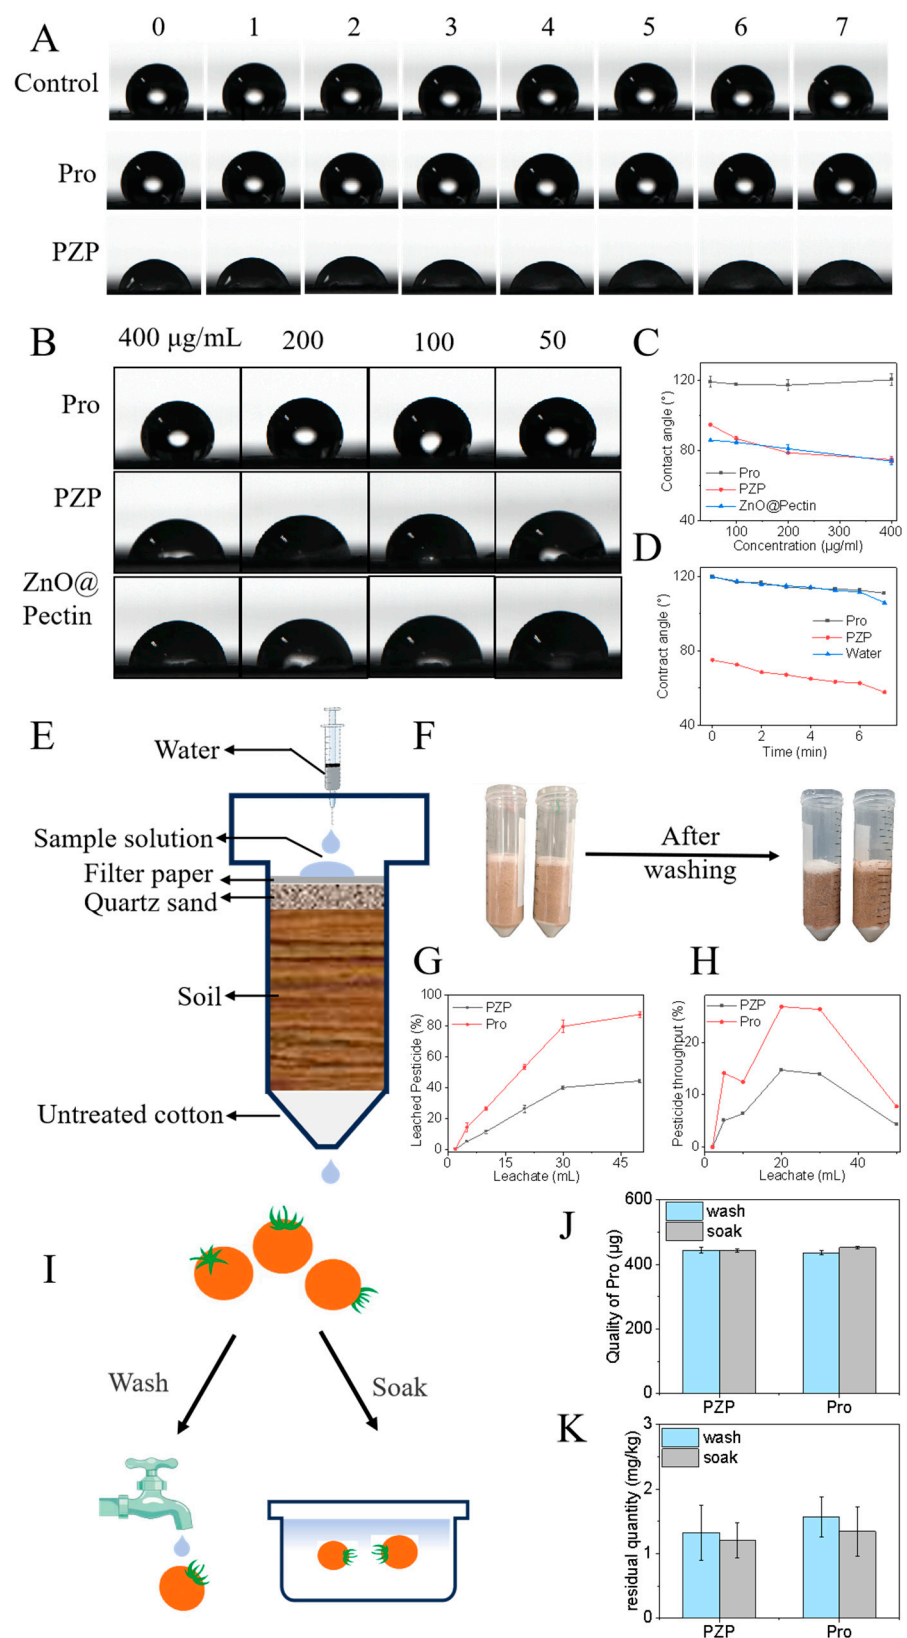 A
0 1 2 3 4 5 6 7
Control
Pro
PZP
B
400 µg/mL 200 100 50
Pro
PZP
ZnO@
Pectin
C
120
80
40
Contact angle (°)
Pro
PZP
ZnO@Pectin
100 200 300 400
Concentration (µg/ml)
D
120
80
40
Contract angle (°)
Pro
PZP
Water
0 2 4 6
Time (min)
E
Water
Sample solution
Filter paper
Quartz sand
Soil
Untreated cotton
F
After
washing
G
100
80
60
40
20
0
Leached Pesticide (%)
PZP
Pro
0 15 30 45
Leachate (mL)
H
20
10
0
Pesticide throughput (%)
PZP
Pro
0 20 40
Leachate (mL)
I
Wash
Soak
J
600
400
200
0
Quality of Pro (µg)
wash
soak
PZP Pro
K
3
2
1
0
residual quantity (mg/kg)
wash
soak
PZP Pro